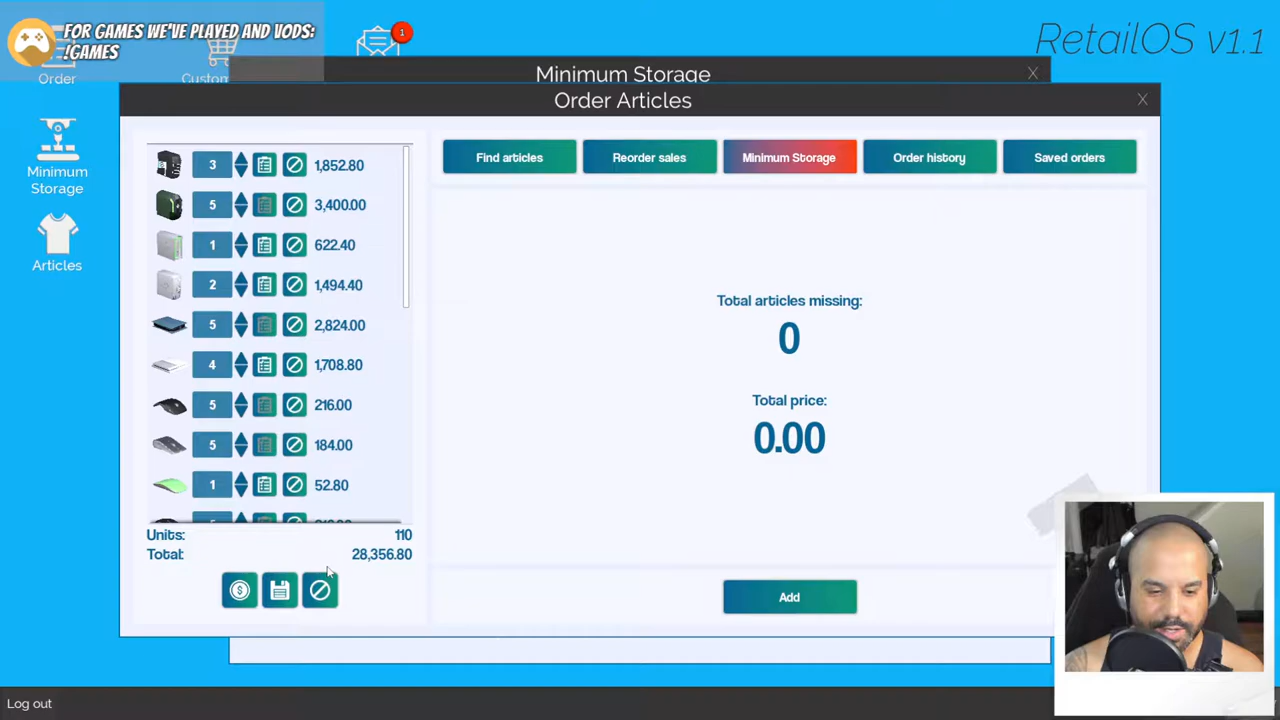 FOR GAMES WE'VE PLAYED AND VODS:
!GAMES
1
RetailOS v1.1
Order
Custom
Minimum Storage
X
Order Articles
X
Minimum
Storage
Articles
Find articles
Reorder sales
Minimum Storage
Order history
Saved orders
3
1,852.80
5
3,400.00
1
622.40
2
1,494.40
5
2,824.00
4
1,708.80
5
216.00
5
184.00
1
52.80
Total articles missing:
0
Total price:
0.00
Units:
110
Total:
28,356.80
Add
Log out